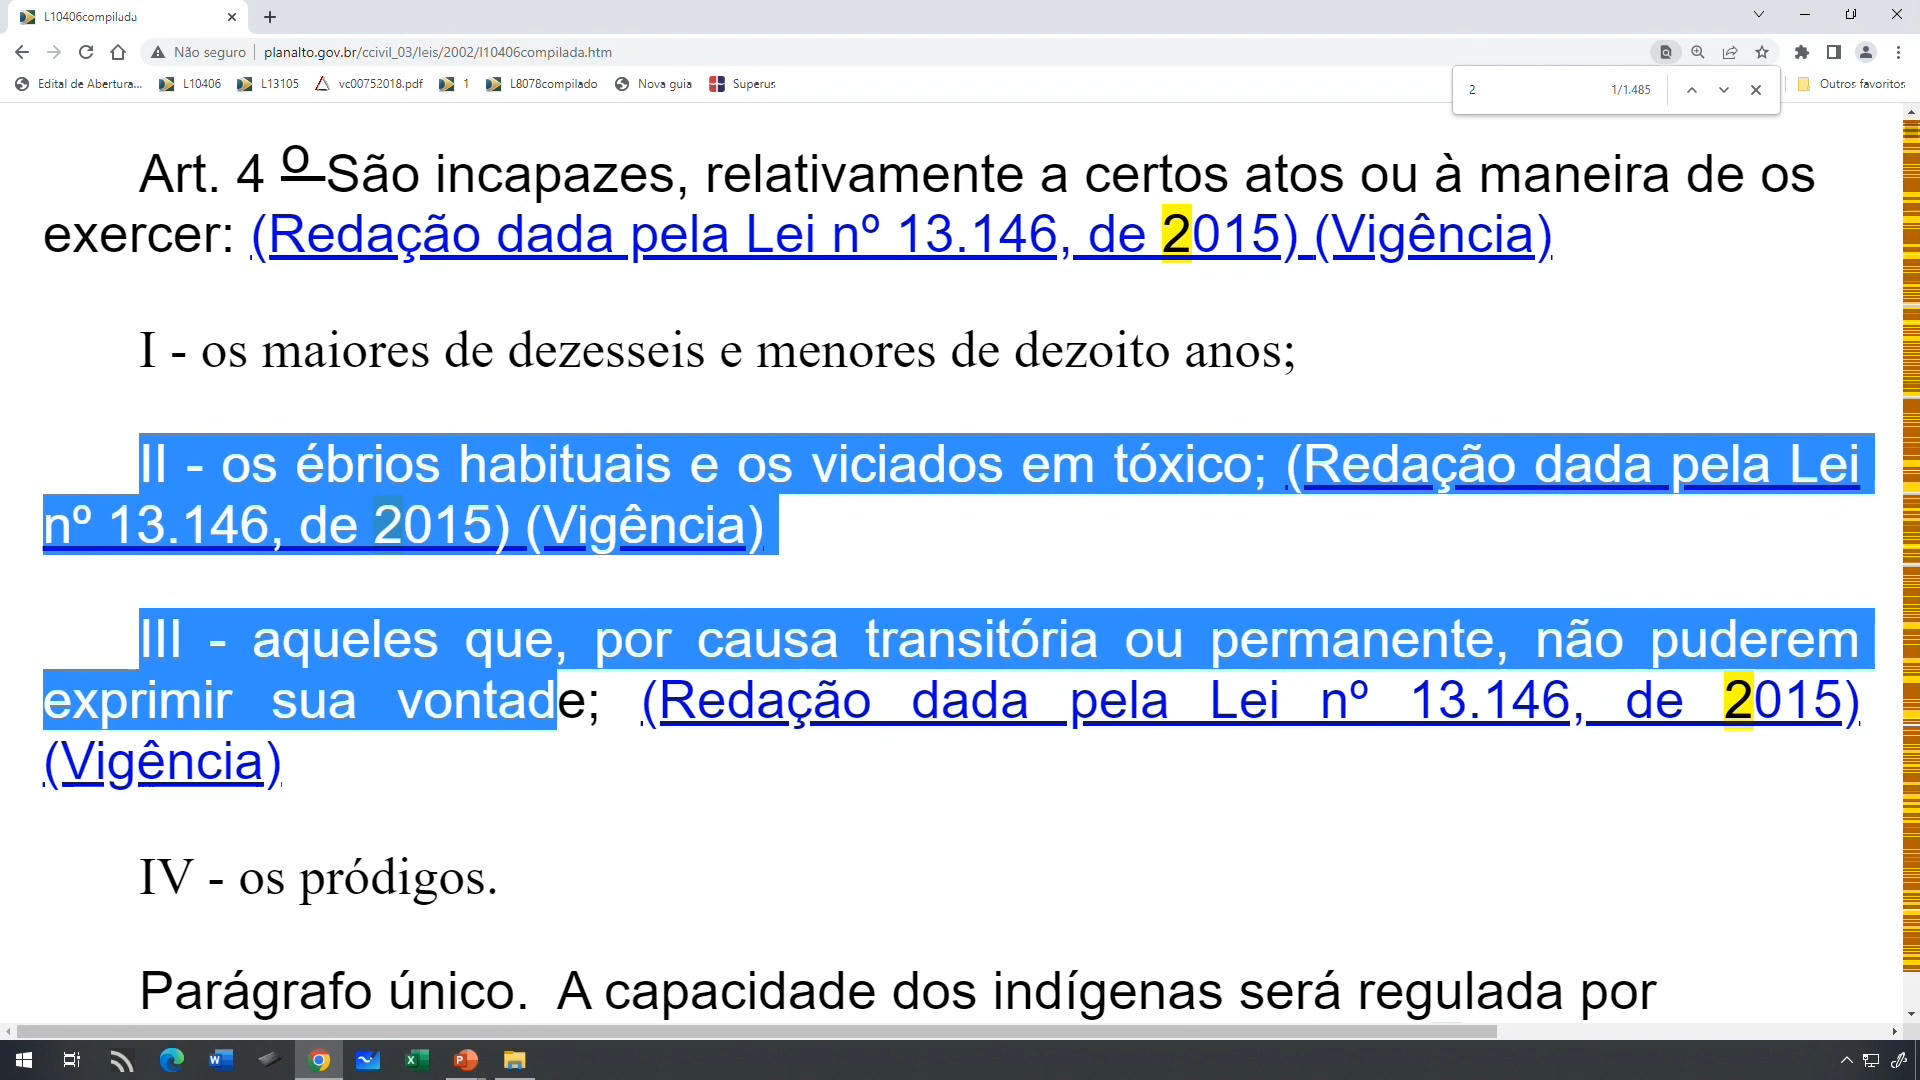 L10406compilada
Não seguro
planalto.gov.br/ccivil_03/leis/2002/l10406compilada.htm
Edital de Abertura...
L10406
L13105
vc00752018.pdf
1
L8078compilado
Nova guia
Superus
Outros favoritos
2
1/1.485
Art. 4 º São incapazes, relativamente a certos atos ou à maneira de os
exercer: (Redação dada pela Lei nº 13.146, de 2015) (Vigência)
I - os maiores de dezesseis e menores de dezoito anos;
II - os ébrios habituais e os viciados em tóxico; (Redação dada pela Lei
nº 13.146, de 2015) (Vigência)
III - aqueles que, por causa transitória ou permanente, não puderem
exprimir sua vontade; (Redação dada pela Lei nº 13.146, de 2015)
(Vigência)
IV - os pródigos.
Parágrafo único. A capacidade dos indígenas será regulada por